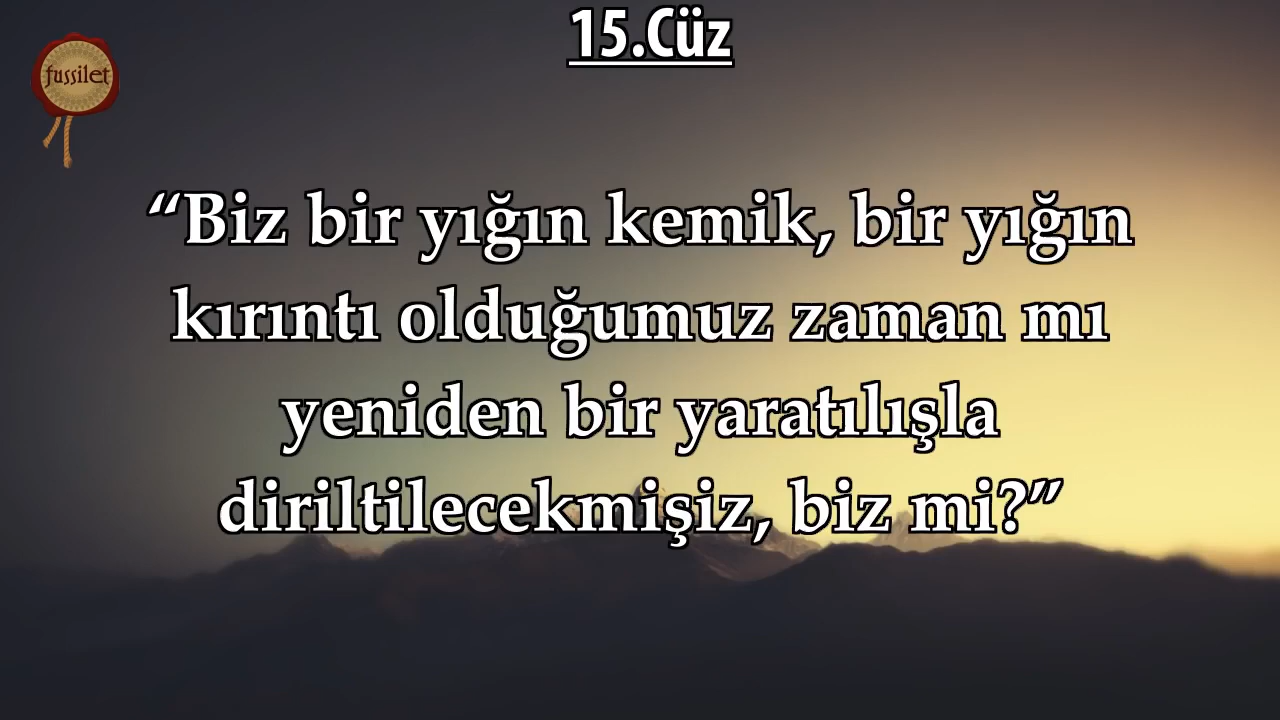 15.Cüz
fussilet
“Biz bir yığın kemik, bir yığın
kırıntı olduğumuz zaman mı
yeniden bir yaratılışla
diriltilecekmişiz, biz mi?”